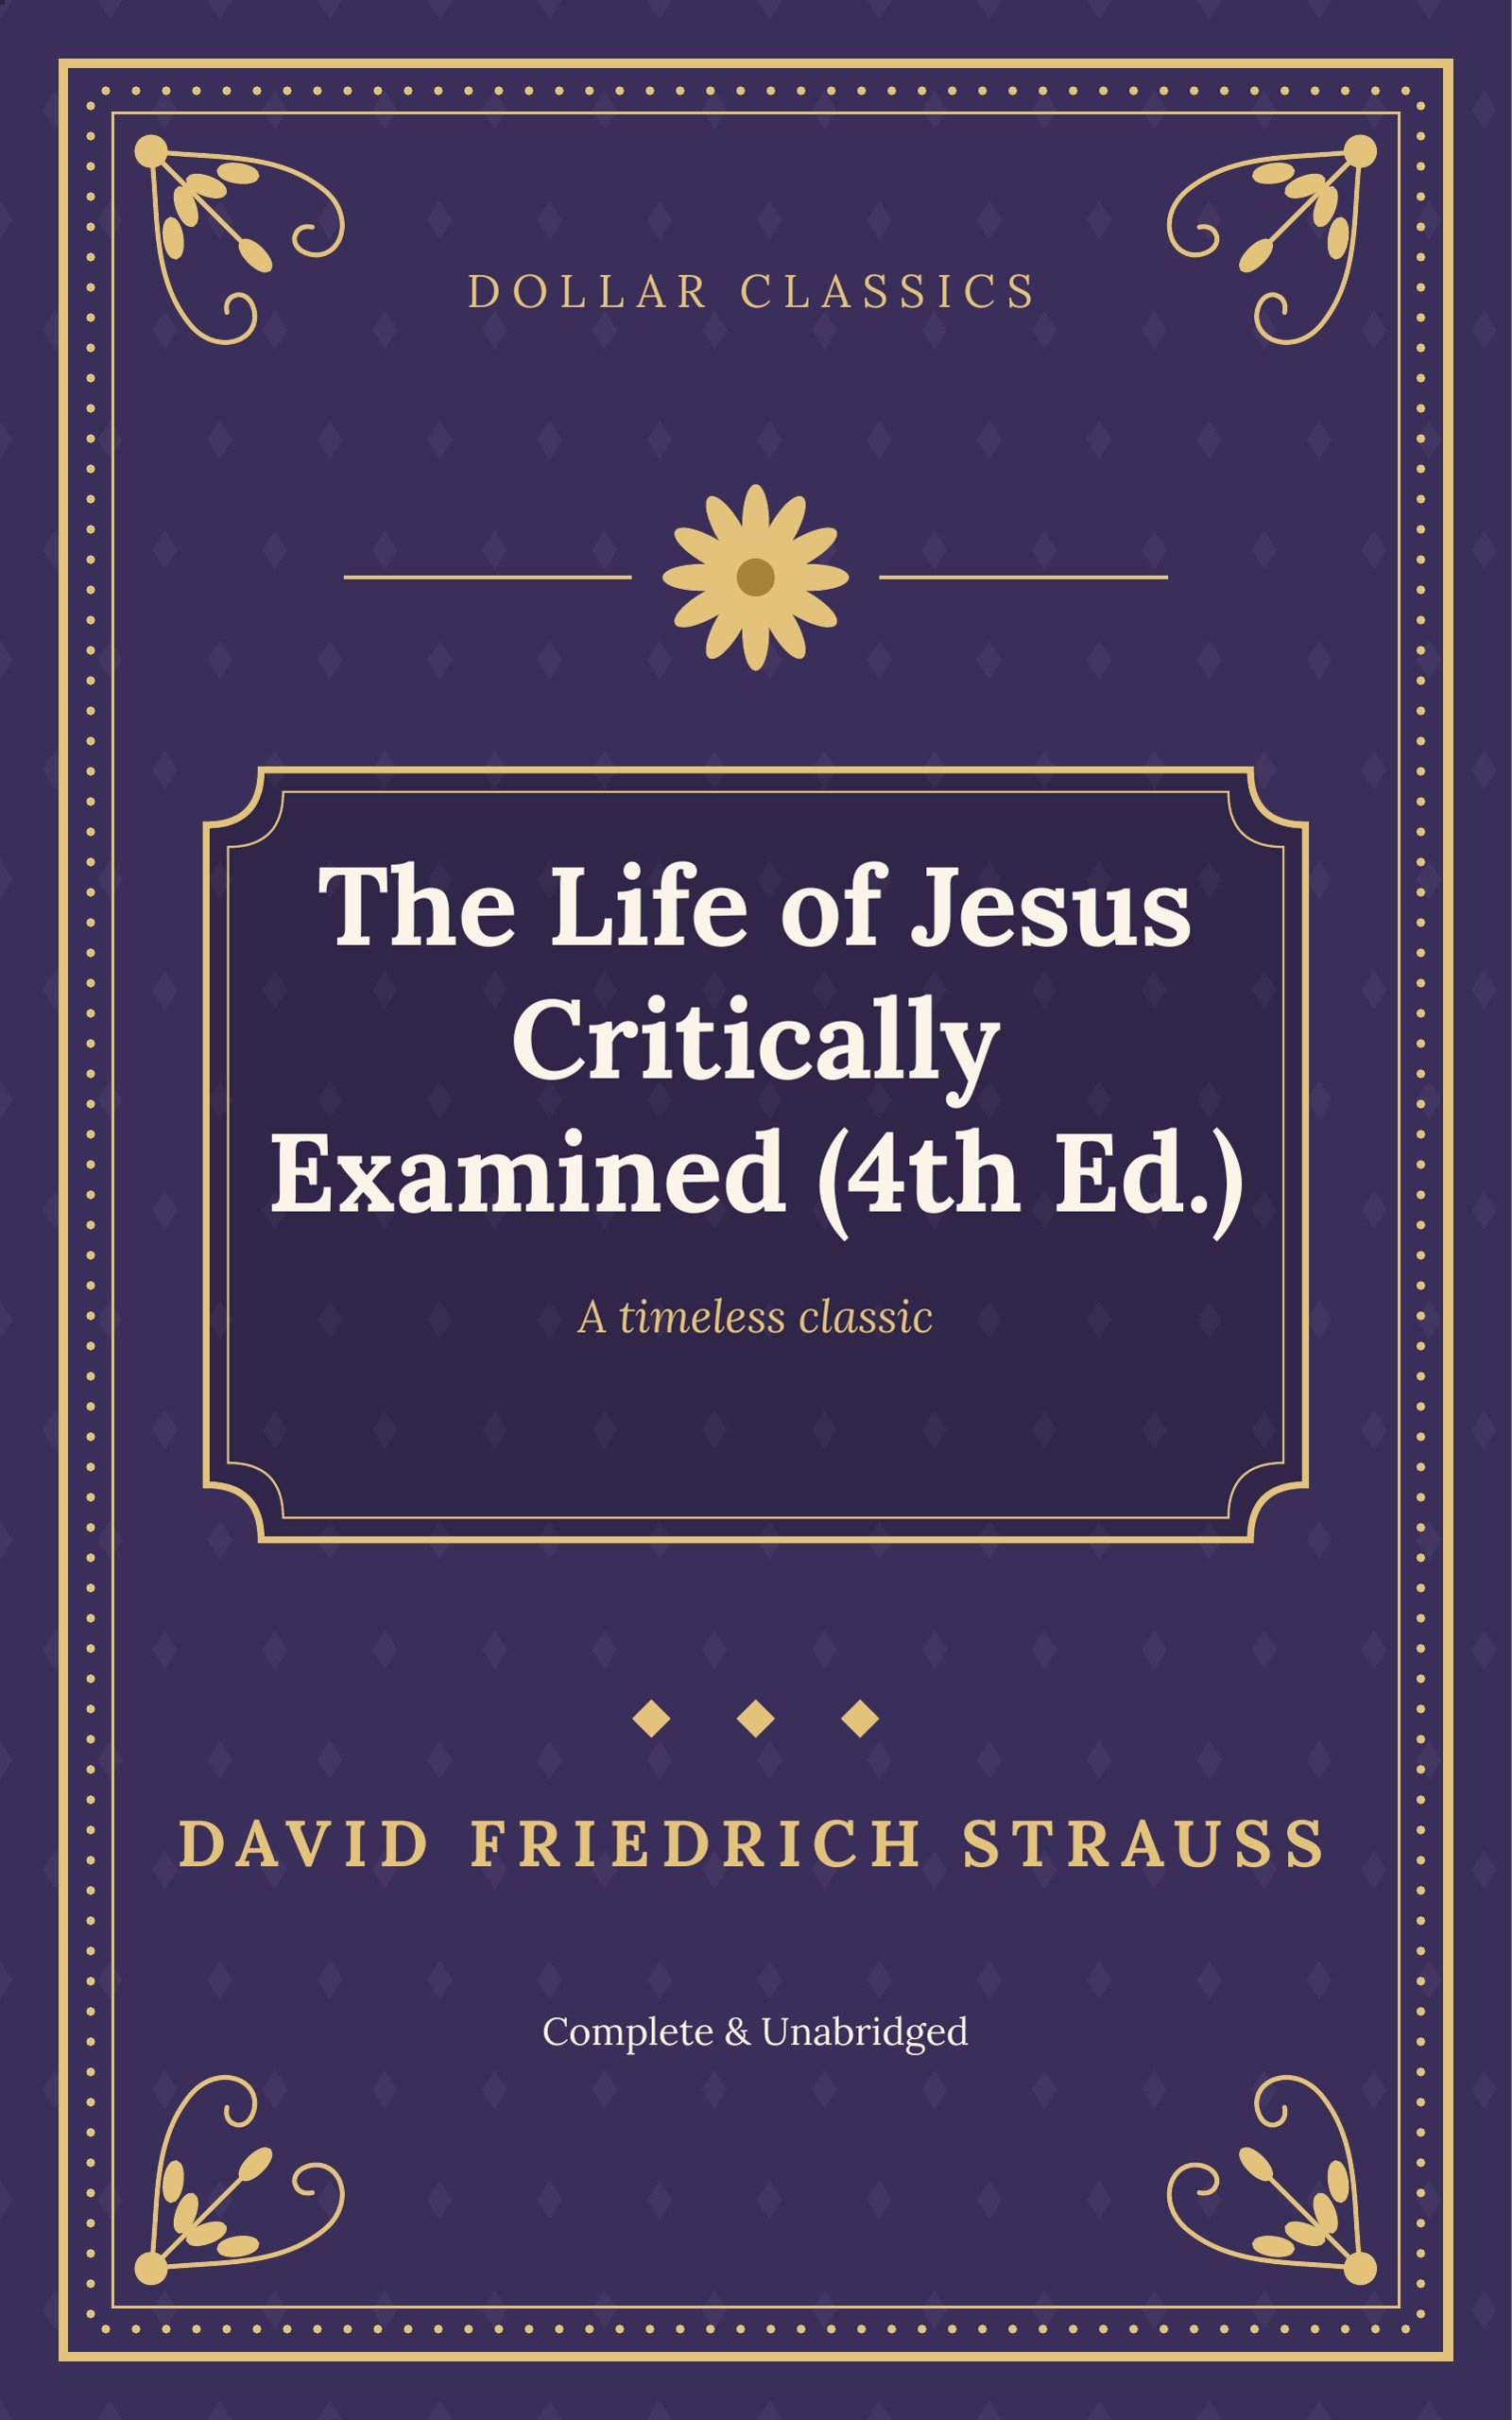 DOLLAR CLASSICS
The Life of Jesus
Critically
Examined (4th Ed.)
A timeless classic
DAVID FRIEDRICH STRAUSS
Complete & Unabridged